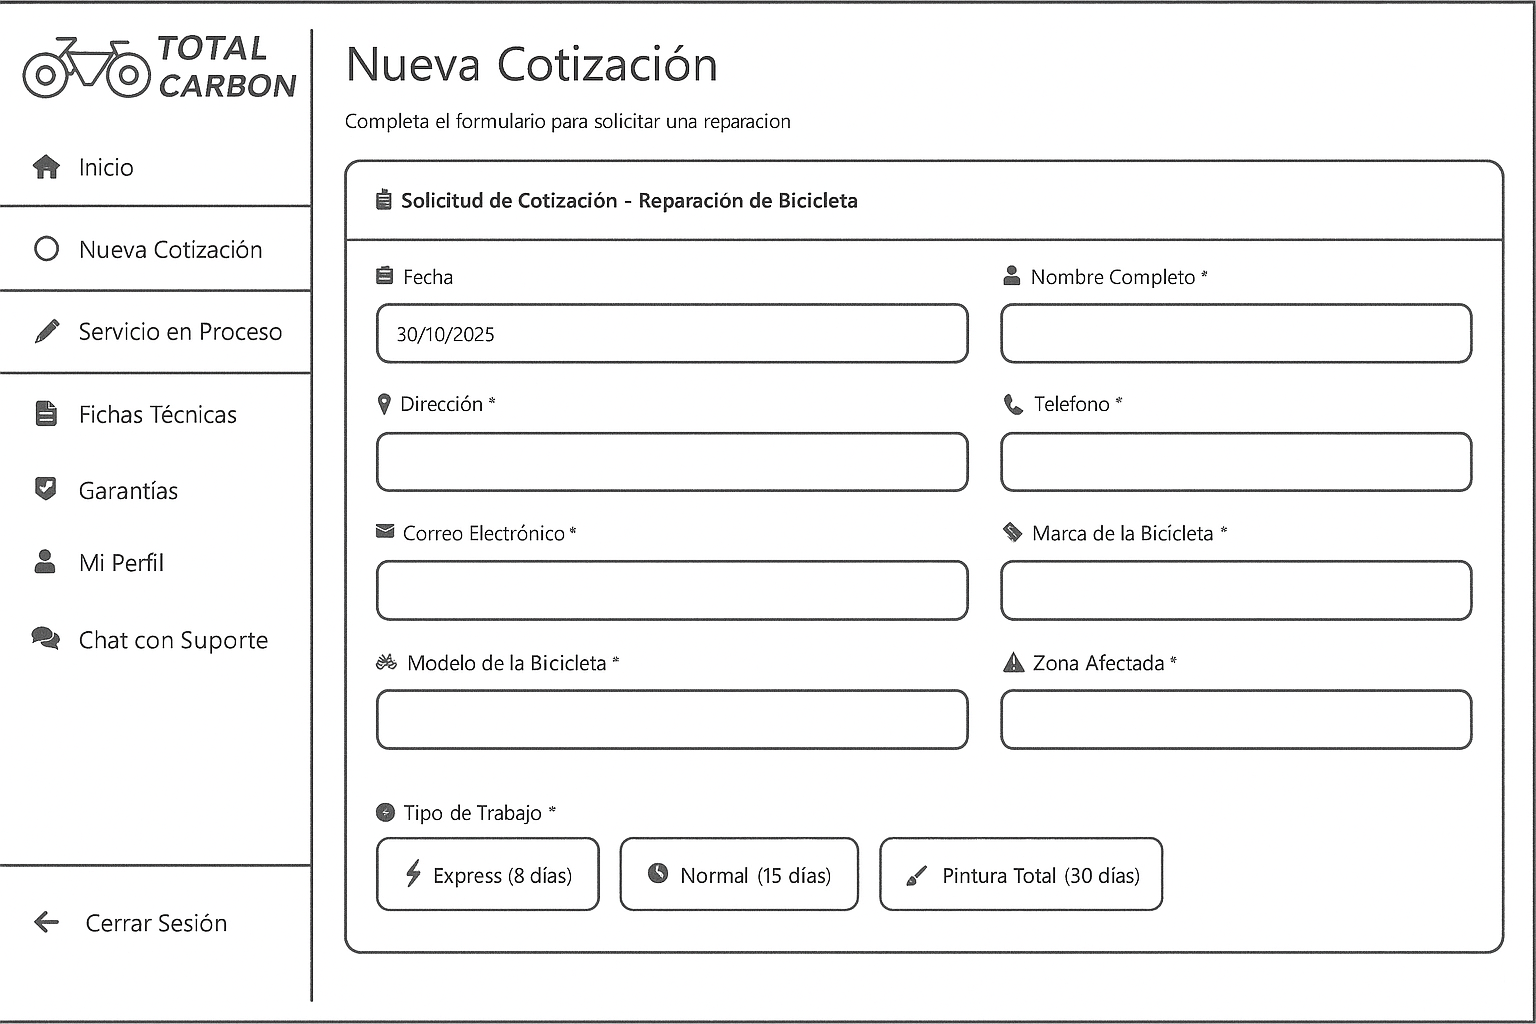 TOTAL
CARBON
Inicio
Nueva Cotización
Servicio en Proceso
Fichas Técnicas
Garantías
Mi Perfil
Chat con Suporte
Cerrar Sesión
Nueva Cotización
Completa el formulario para solicitar una reparacion
Solicitud de Cotización - Reparación de Bicicleta
Fecha
30/10/2025
Nombre Completo *
Dirección *
Telefono *
Correo Electrónico *
Marca de la Bicícleta *
Modelo de la Bicicleta *
Zona Afectada *
Tipo de Trabajo *
Express (8 días)
Normal (15 días)
Pintura Total (30 días)